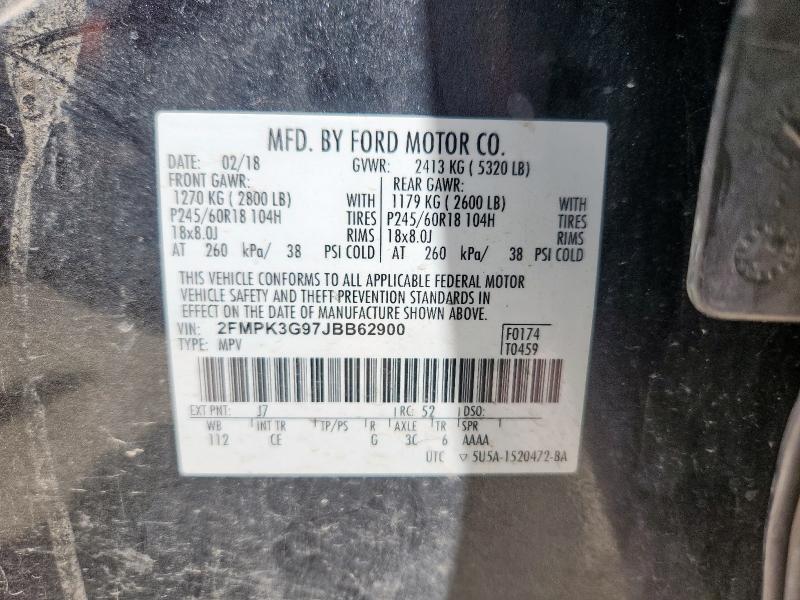 MFD. BY FORD MOTOR CO.
DATE: 02/18 GVWR: 2413 KG ( 5320 LB)
FRONT GAWR: REAR GAWR:
1270 KG ( 2800 LB) WITH 1179 KG ( 2600 LB) WITH
P245/60R18 104H TIRES P245/60R18 104H TIRES
18x8.0J RIMS 18x8.0J RIMS
AT 260 kPa/ 38 PSI COLD AT 260 kPa/ 38 PSI COLD
THIS VEHICLE CONFORMS TO ALL APPLICABLE FEDERAL MOTOR
VEHICLE SAFETY AND THEFT PREVENTION STANDARDS IN
EFFECT ON THE DATE OF MANUFACTURE SHOWN ABOVE.
VIN: 2FMPK3G97JBB62900 F0174
TYPE: MPV T0459
EXT PNT: J7 RC: 52 DSO:
WB INT TR TP/PS R AXLE TR SPR
112 CE G 3C 6 AAAA
UTC ▽ 5U5A-1520472-BA